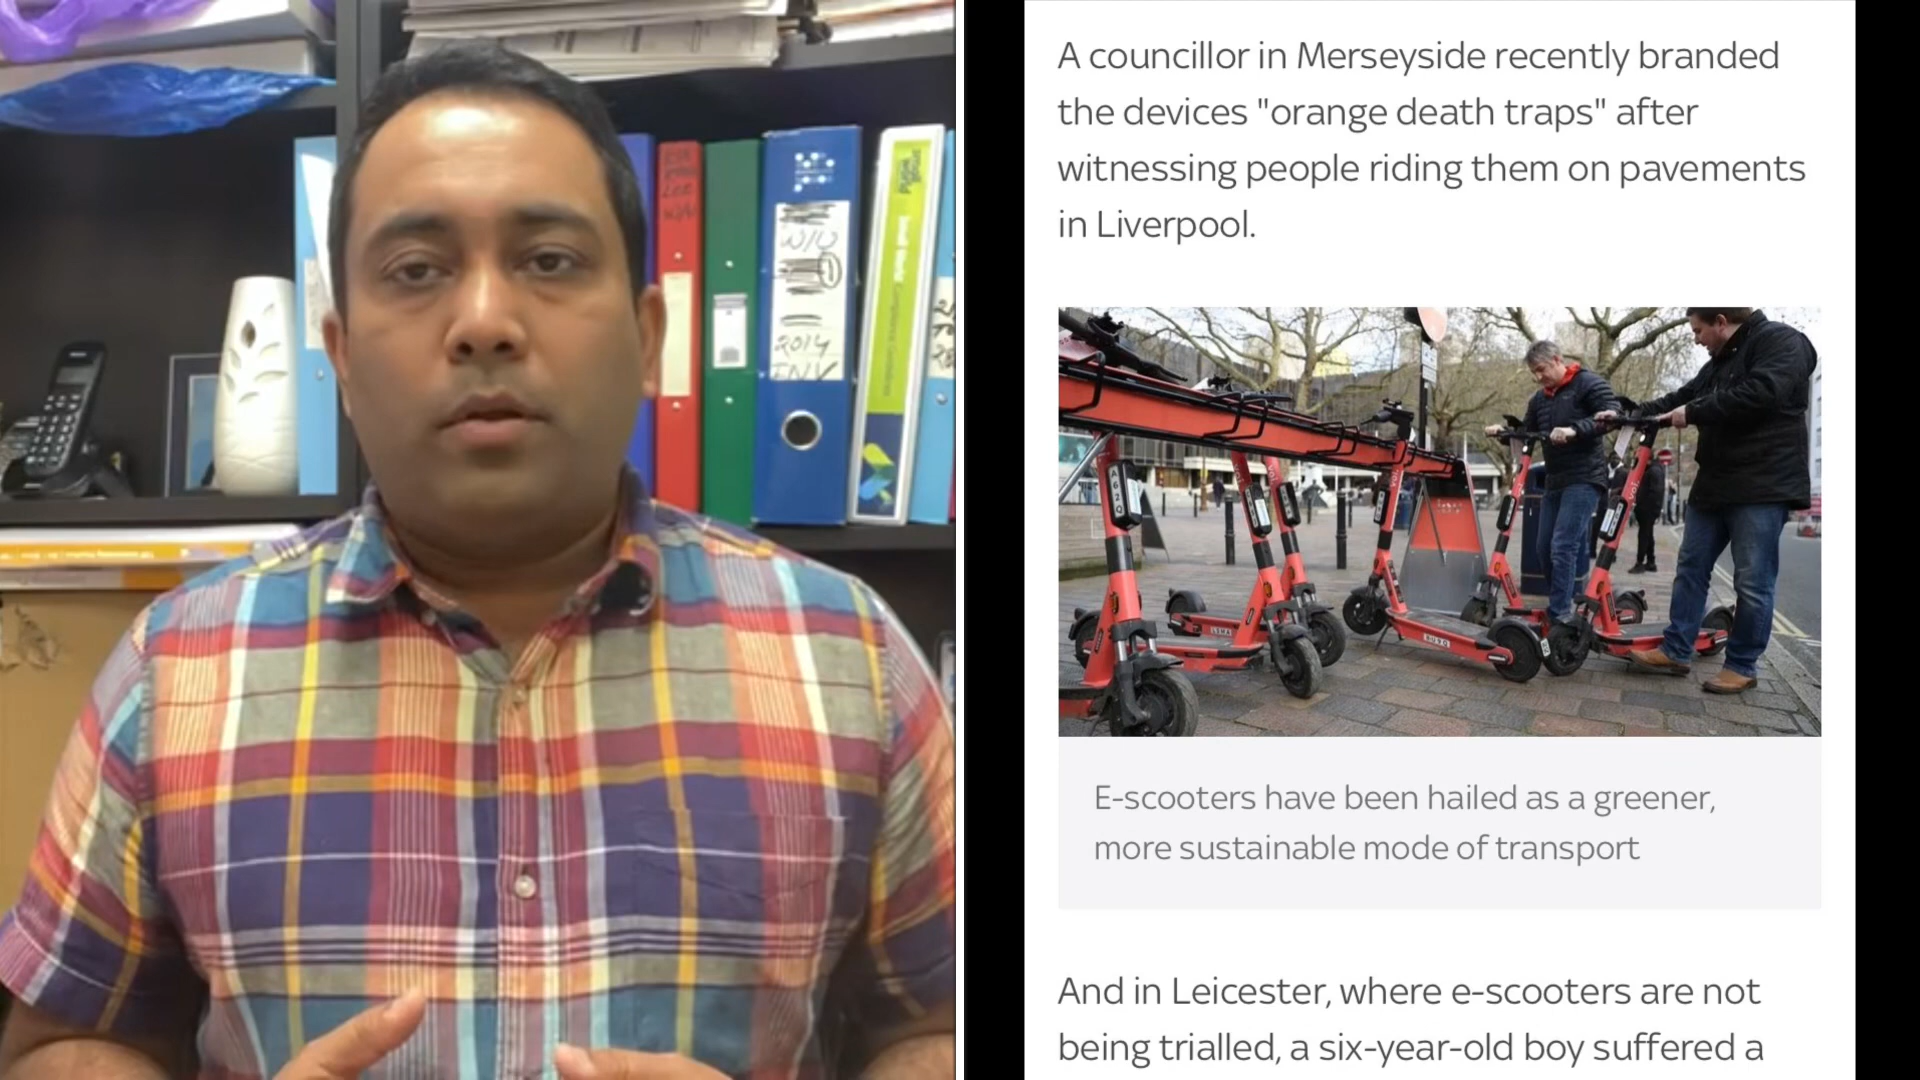 W/U
2014
INV
A councillor in Merseyside recently branded
the devices "orange death traps" after
witnessing people riding them on pavements
in Liverpool.
E-scooters have been hailed as a greener,
more sustainable mode of transport
And in Leicester, where e-scooters are not
being trialled, a six-year-old boy suffered a